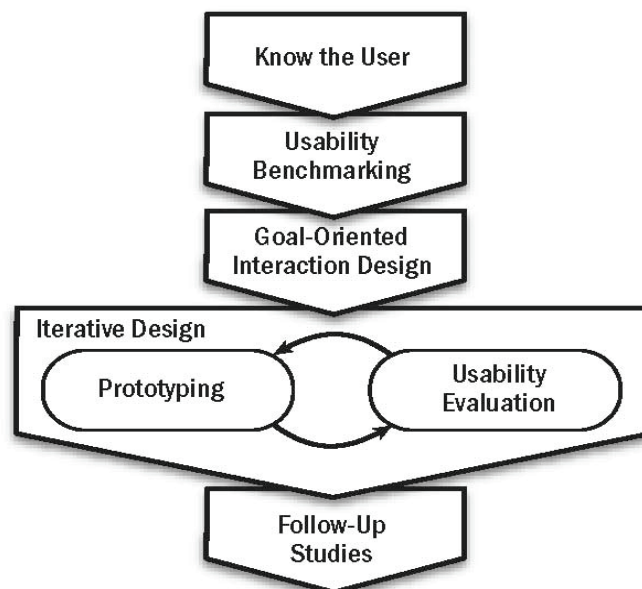 Know the User
Usability
Benchmarking
Goal-Oriented
Interaction Design
Iterative Design
Prototyping
Usability
Evaluation
Follow-Up
Studies